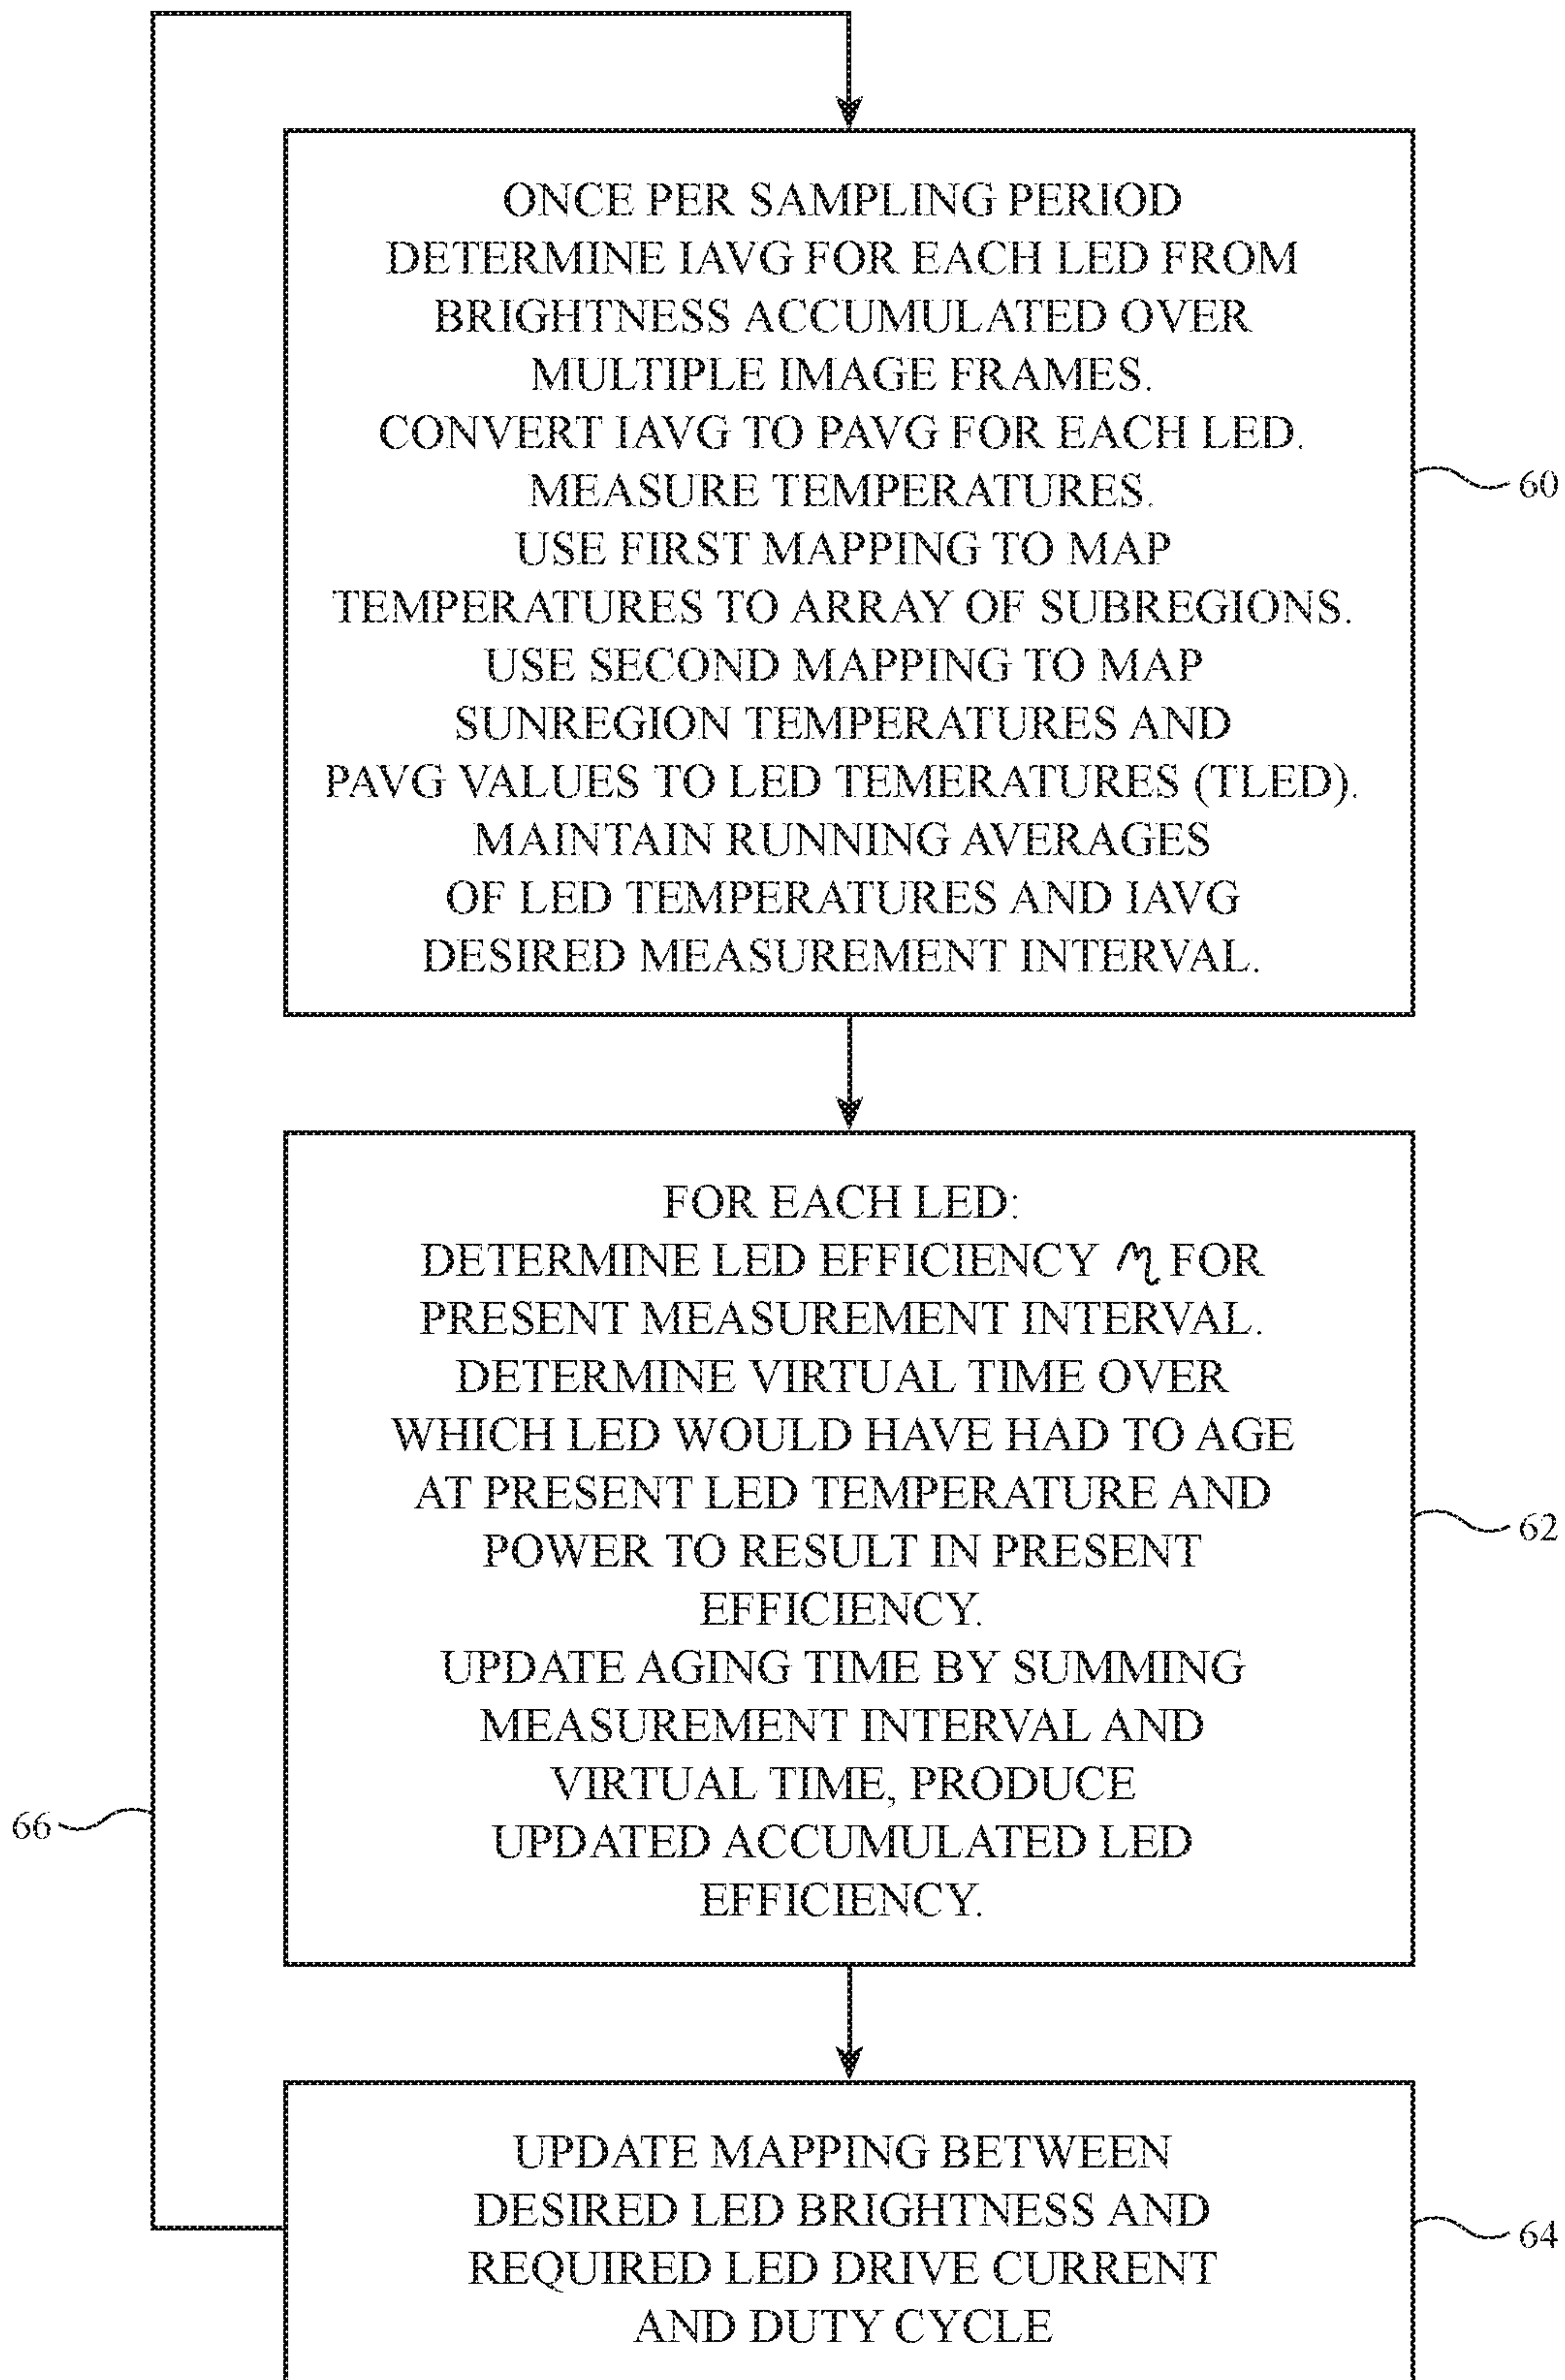 ONCE PER SAMPLING PERIOD
DETERMINE IAVG FOR EACH LED FROM
BRIGHTNESS ACCUMULATED OVER
MULTIPLE IMAGE FRAMES.
CONVERT IAVG TO PAVG FOR EACH LED.
MEASURE TEMPERATURES.
USE FIRST MAPPING TO MAP
TEMPERATURES TO ARRAY OF SUBREGIONS.
USE SECOND MAPPING TO MAP
SUNREGION TEMPERATURES AND
PAVG VALUES TO LED TEMERATURES (TLED).
MAINTAIN RUNNING AVERAGES
OF LED TEMPERATURES AND IAVG
DESIRED MEASUREMENT INTERVAL.
60
FOR EACH LED:
DETERMINE LED EFFICIENCY η FOR
PRESENT MEASUREMENT INTERVAL.
DETERMINE VIRTUAL TIME OVER
WHICH LED WOULD HAVE HAD TO AGE
AT PRESENT LED TEMPERATURE AND
POWER TO RESULT IN PRESENT
EFFICIENCY.
UPDATE AGING TIME BY SUMMING
MEASUREMENT INTERVAL AND
VIRTUAL TIME, PRODUCE
UPDATED ACCUMULATED LED
EFFICIENCY.
62
66
UPDATE MAPPING BETWEEN
DESIRED LED BRIGHTNESS AND
REQUIRED LED DRIVE CURRENT
AND DUTY CYCLE
64